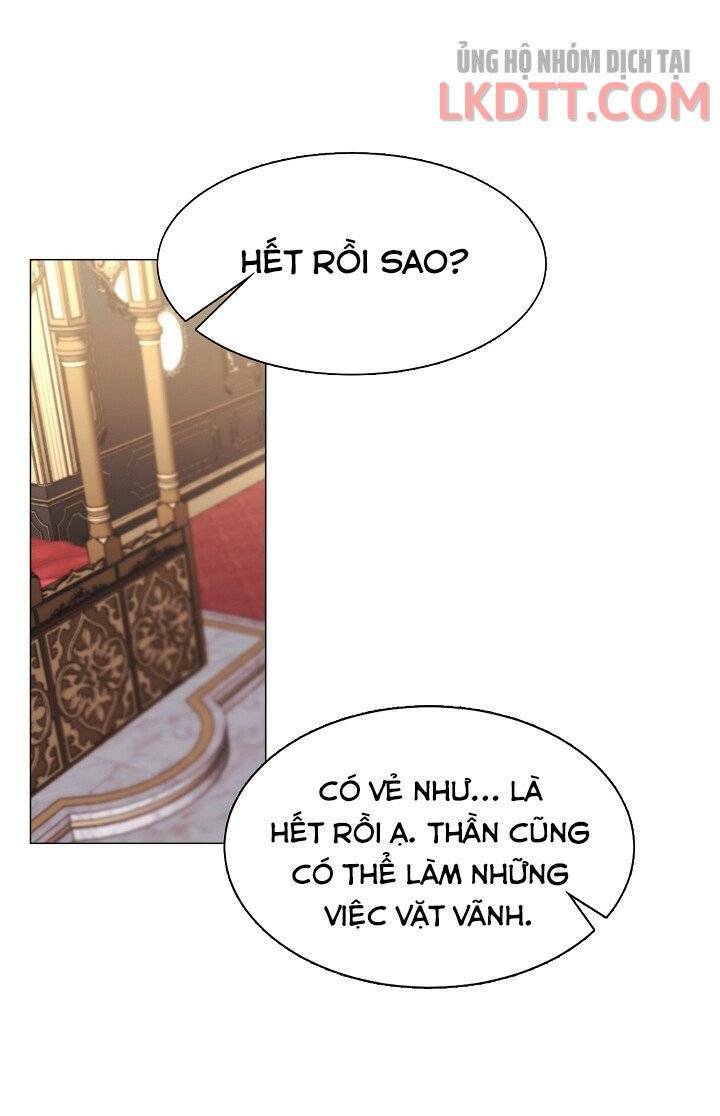 ỦNG HỘ NHÓM DỊCH TẠI
LKDTT.COM
HẾT RỒI SAO?
CÓ VẺ NHƯ... LÀ
HẾT RỒI Ạ. THẦN CŨNG
CÓ THỂ LÀM NHỮNG
VIỆC VẶT VÃNH.